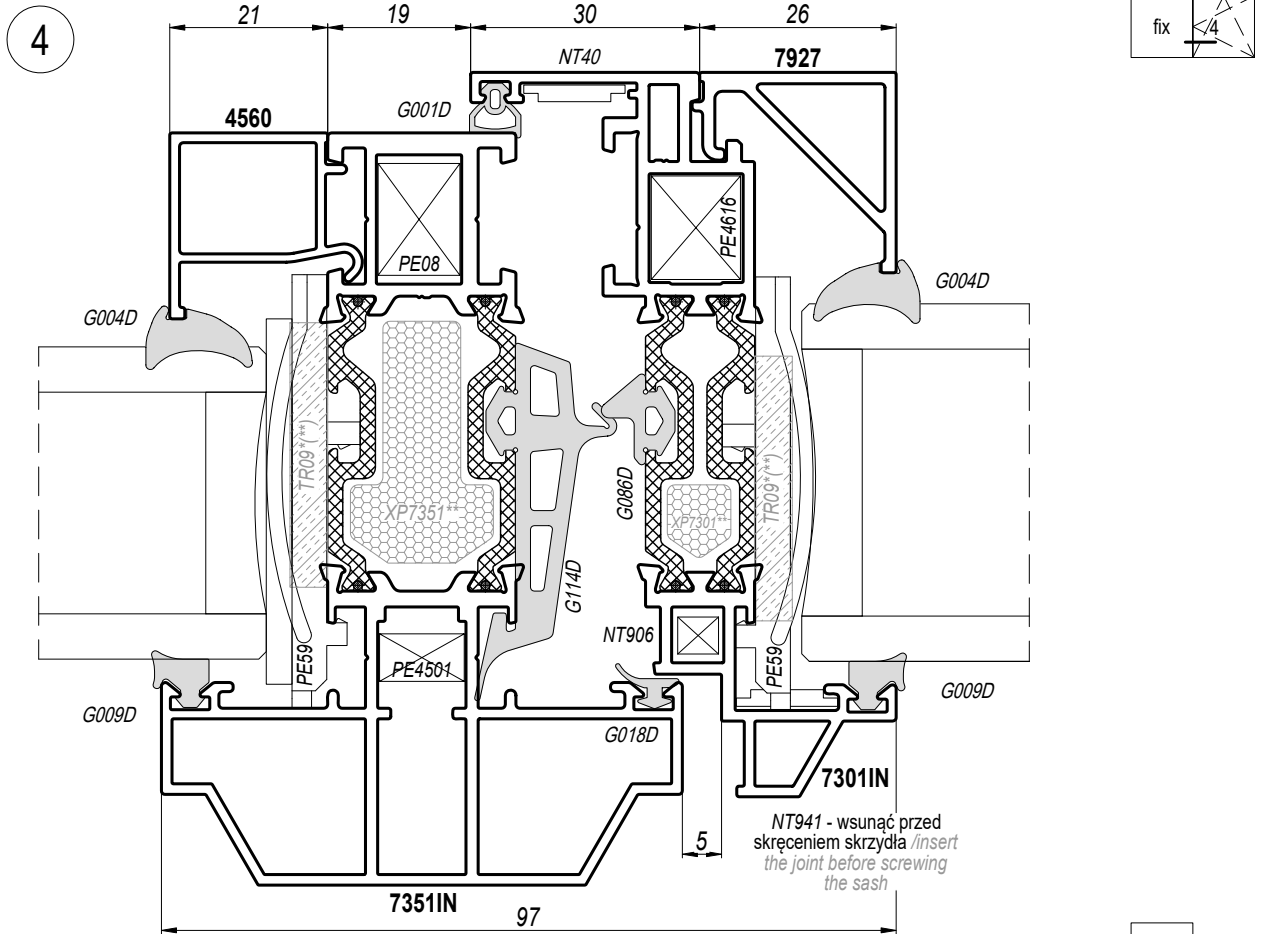 4
21
19
30
26
fix
4
NT40
7927
G001D
4560
PE08
PE4616
G004D
G004D
TR09*(**)
TR09*(**)
XP7351**
G086D
XP7301**
G114D
NT906
PE59
PE4501
PE59
G009D
G009D
G018D
7301IN
NT941 - wsunąć przed
skręceniem skrzydła /insert
the joint before screwing
the sash
5
7351IN
97